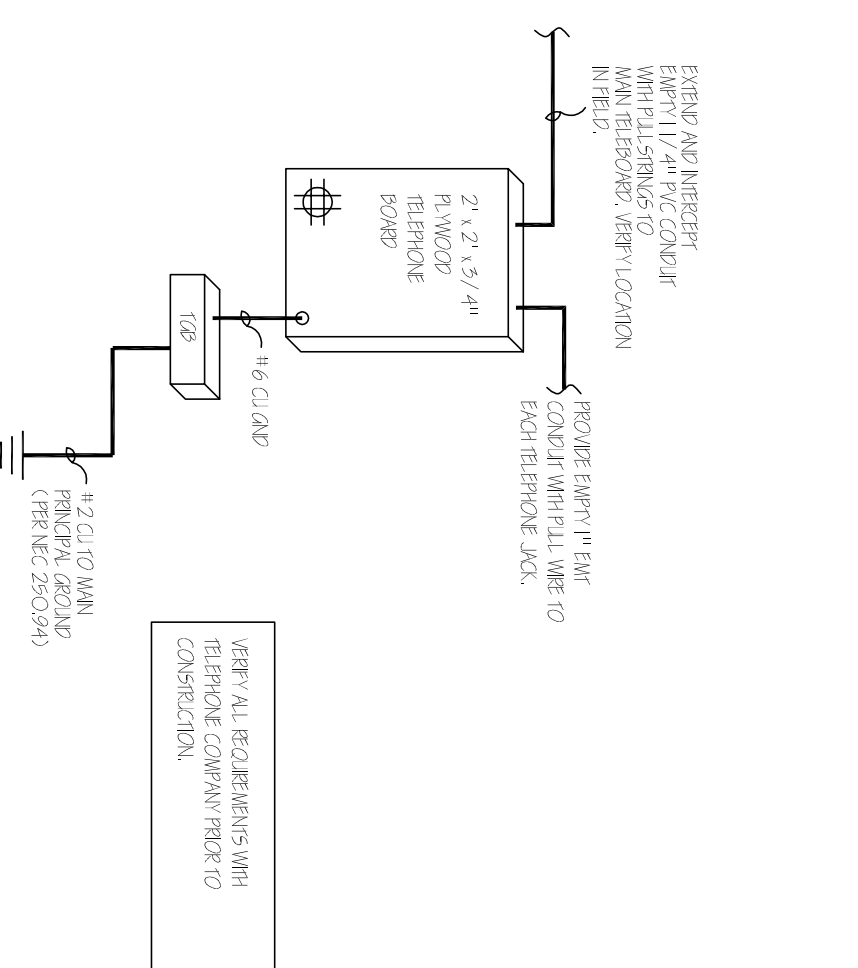 EXTEND AND INTERCEPT
EMPTY 1 1/4" PVC CONDUIT
WITH PULL STRINGS TO
MAIN TELEBOARD. VERIFY LOCATION
IN FIELD.
2' x 2' x 3/4"
PLYWOOD
TELEPHONE
BOARD
PROVIDE EMPTY 1" EMT
CONDUIT WITH PULL WIRE TO
EACH TELEPHONE JACK.
#6 CU GND
TGB
#2 CU TO MAIN
PRINCIPAL GROUND
(PER NEC 250.94)
VERIFY ALL REQUIREMENTS WITH
TELEPHONE COMPANY PRIOR TO
CONSTRUCTION.